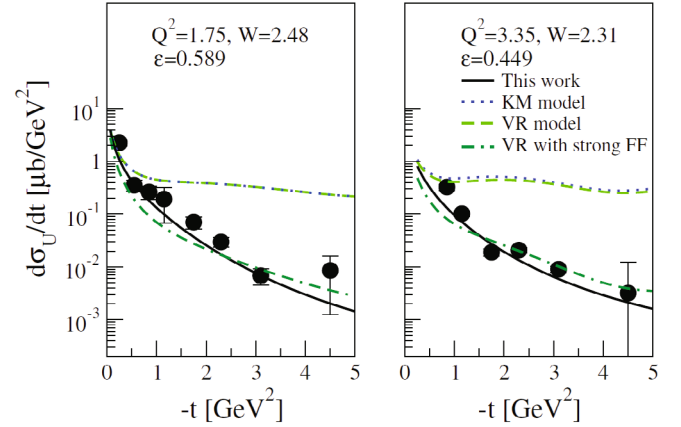 Q²=1.75, W=2.48
ε=0.589
Q²=3.35, W=2.31
ε=0.449
This work
KM model
VR model
VR with strong FF
dσ_U/dt [μb/GeV²]
10¹
1
10⁻¹
10⁻²
10⁻³
0 1 2 3 4 5
0 1 2 3 4 5
-t [GeV²]
-t [GeV²]